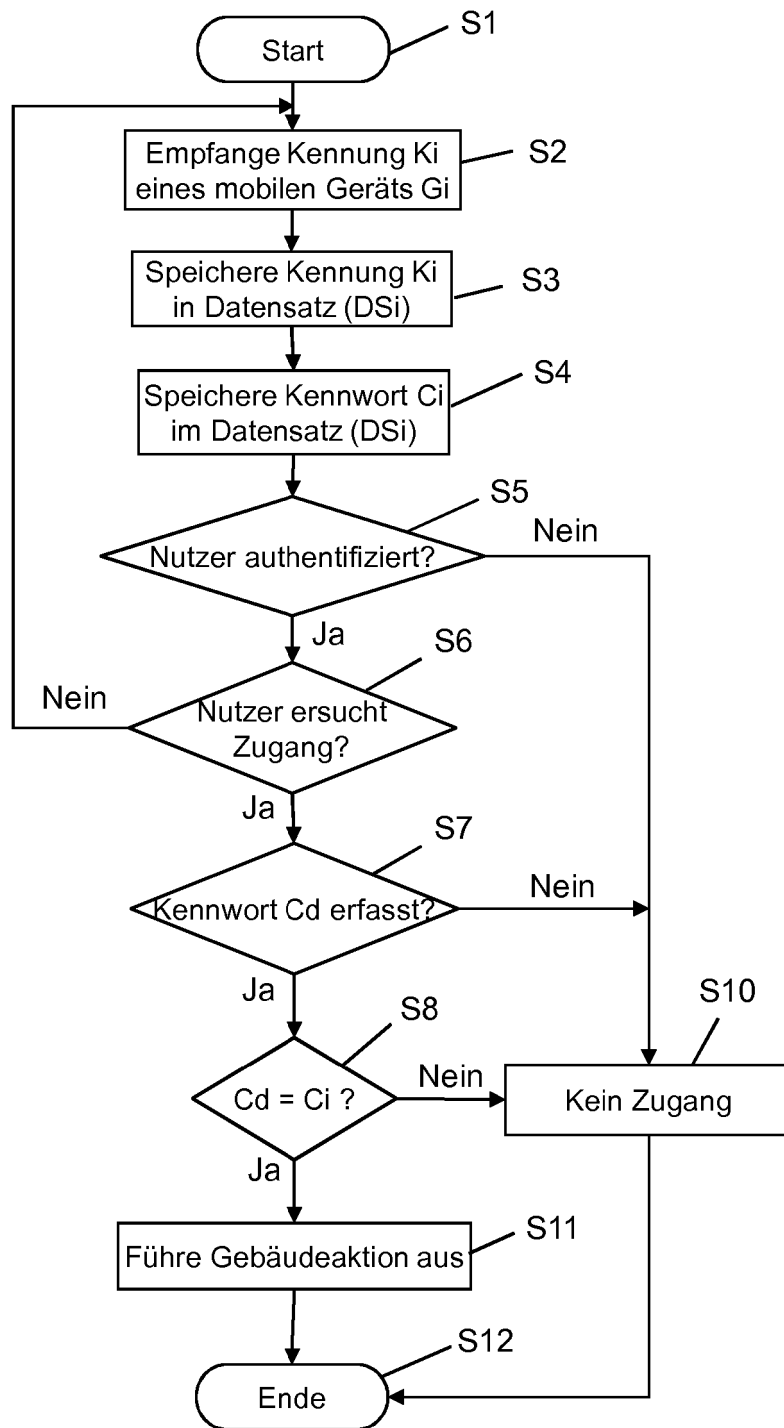 Start
S1
Empfange Kennung Ki
eines mobilen Geräts Gi
S2
Speichere Kennung Ki
in Datensatz (DSi)
S3
Speichere Kennwort Ci
im Datensatz (DSi)
S4
S5
Nutzer authentifiziert?
Nein
Ja
S6
Nein
Nutzer ersucht
Zugang?
Ja
S7
Kennwort Cd erfasst?
Nein
Ja
S8
S10
Cd = Ci ?
Nein
Kein Zugang
Ja
S11
Führe Gebäudeaktion aus
S12
Ende